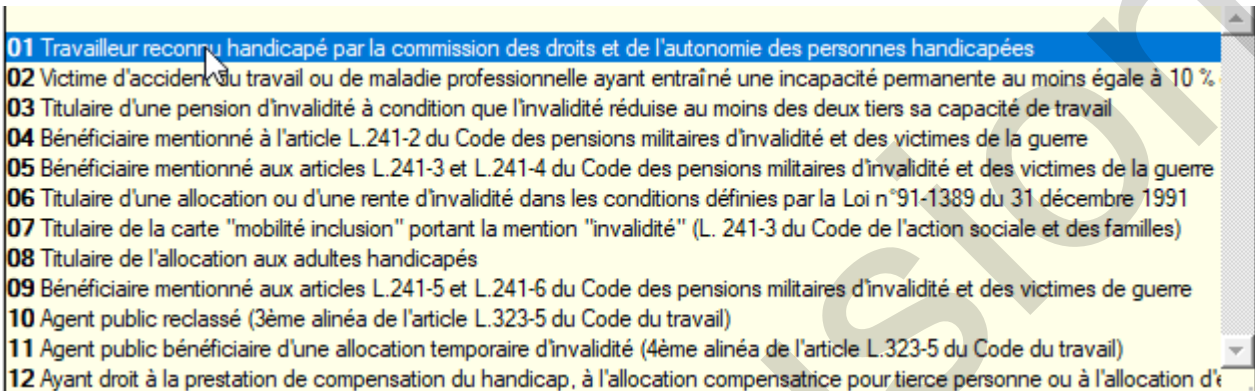 01 Travailleur reconnu handicapé par la commission des droits et de l'autonomie des personnes handicapées
02 Victime d'accident du travail ou de maladie professionnelle ayant entraîné une incapacité permanente au moins égale à 10 %
03 Titulaire d'une pension d'invalidité à condition que l'invalidité réduise au moins des deux tiers sa capacité de travail
04 Bénéficiaire mentionné à l'article L.241-2 du Code des pensions militaires d'invalidité et des victimes de la guerre
05 Bénéficiaire mentionné aux articles L.241-3 et L.241-4 du Code des pensions militaires d'invalidité et des victimes de la guerre
06 Titulaire d'une allocation ou d'une rente d'invalidité dans les conditions définies par la Loi n°91-1389 du 31 décembre 1991
07 Titulaire de la carte "mobilité inclusion" portant la mention "invalidité" (L. 241-3 du Code de l'action sociale et des familles)
08 Titulaire de l'allocation aux adultes handicapés
09 Bénéficiaire mentionné aux articles L.241-5 et L.241-6 du Code des pensions militaires d'invalidité et des victimes de guerre
10 Agent public reclassé (3ème alinéa de l'article L.323-5 du Code du travail)
11 Agent public bénéficiaire d'une allocation temporaire d'invalidité (4ème alinéa de l'article L.323-5 du Code du travail)
12 Ayant droit à la prestation de compensation du handicap, à l'allocation compensatrice pour tierce personne ou à l'allocation